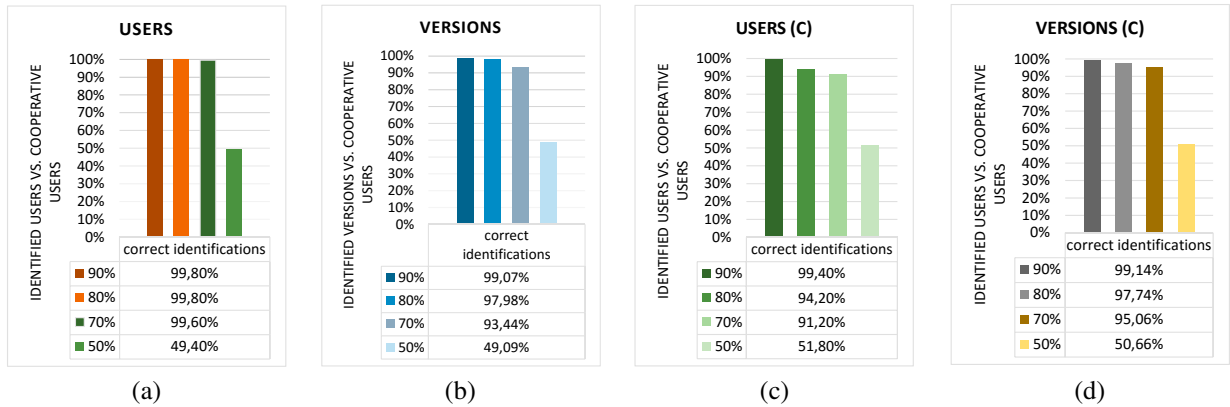 USERS
IDENTIFIED USERS VS. COOPERATIVE
USERS
100%
90%
80%
70%
60%
50%
40%
30%
20%
10%
0%
correct identifications
90% 99,80%
80% 99,80%
70% 99,60%
50% 49,40%
(a)
VERSIONS
IDENTIFIED VERSIONS VS. COOPERATIVE
USERS
100%
90%
80%
70%
60%
50%
40%
30%
20%
10%
0%
correct
identifications
90% 99,07%
80% 97,98%
70% 93,44%
50% 49,09%
(b)
USERS (C)
IDENTIFIED USERS VS. COOPERATIVE
USERS
100%
90%
80%
70%
60%
50%
40%
30%
20%
10%
0%
correct identifications
90% 99,40%
80% 94,20%
70% 91,20%
50% 51,80%
(c)
VERSIONS (C)
IDENTIFIED USERS VS. COOPERATIVE
USERS
100%
90%
80%
70%
60%
50%
40%
30%
20%
10%
0%
correct identifications
90% 99,14%
80% 97,74%
70% 95,06%
50% 50,66%
(d)